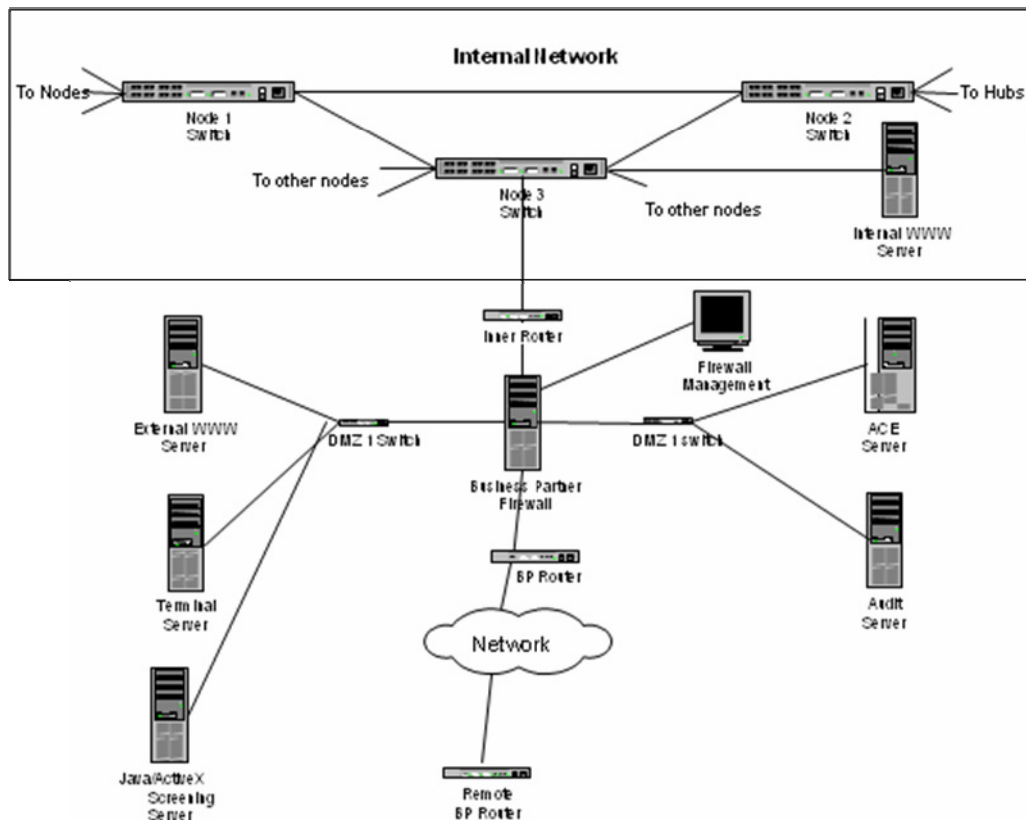 Internal Network
To Nodes
Node 1
Switch
Node 2
Switch
To Hubs
To other nodes
Node 3
Switch
To other nodes
Internal WWW
Server
Inner Router
Firewall
Management
External WWW
Server
DMZ 1 Switch
Business Partner
Firewall
DMZ 1 switch
ACE
Server
Terminal
Server
BP Router
Audit
Server
Network
Java/ActiveX
Screening
Server
Remote
BP Router